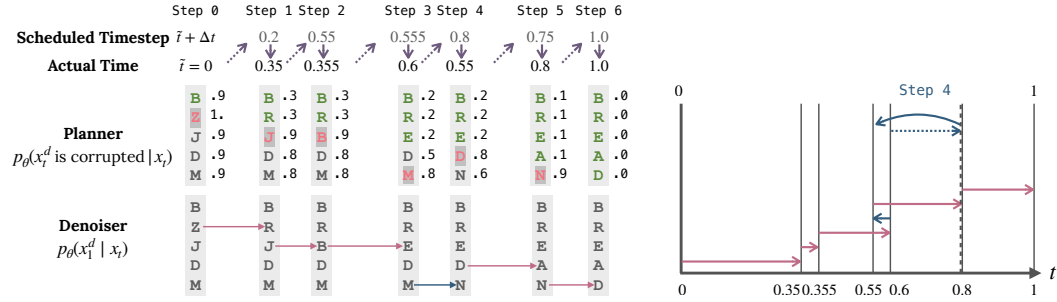 Step 0 Step 1 Step 2 Step 3 Step 4 Step 5 Step 6
Scheduled Timestep t̃ + Δt 0.2 0.55 0.555 0.8 0.75 1.0
Actual Time t̃ = 0 0.35 0.355 0.6 0.55 0.8 1.0
B .9 B .3 B .3 B .2 B .2 B .1 B .0
Z 1. R .3 R .3 R .2 R .2 R .1 R .0
Planner J .9 J .9 B .9 E .2 E .2 E .1 E .0
pθ(x_t^d is corrupted | x_t) D .9 D .8 D .8 D .5 D .8 A .1 A .0
M .9 M .8 M .8 M .8 N .6 N .9 D .0
B B B B B B B
Denoiser Z R R R R R R
pθ(x_1^d | x_t) J J B E E E E
D D D D D A A
M M M M N N D
0 1
Step 4
t
0 0.35 0.355 0.55 0.6 0.8 1